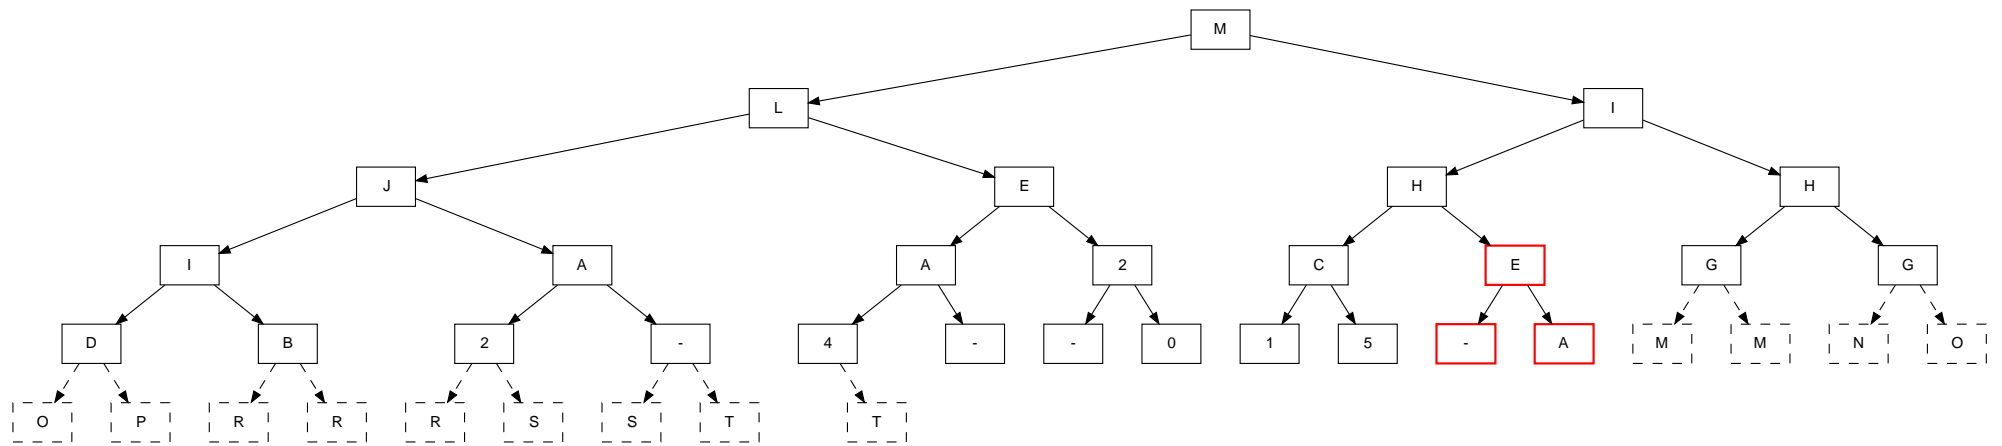 M
L I
J E H H
I A A 2 C E G G
D B 2 - 4 - - 0 1 5 - A M M N O
O P R R R S S T T